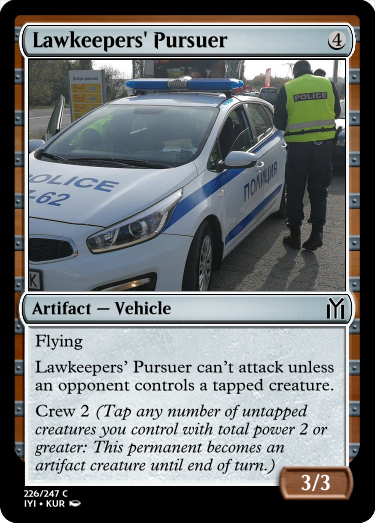 Lawkeepers' Pursuer
4
POLICE
POLICE
-62
ПОЛИЦИЯ
K
Artifact — Vehicle
Flying
Lawkeepers' Pursuer can't attack unless
an opponent controls a tapped creature.
Crew 2 (Tap any number of untapped
creatures you control with total power 2 or
greater: This permanent becomes an
artifact creature until end of turn.)
3/3
226/247 C
IYI • KUR